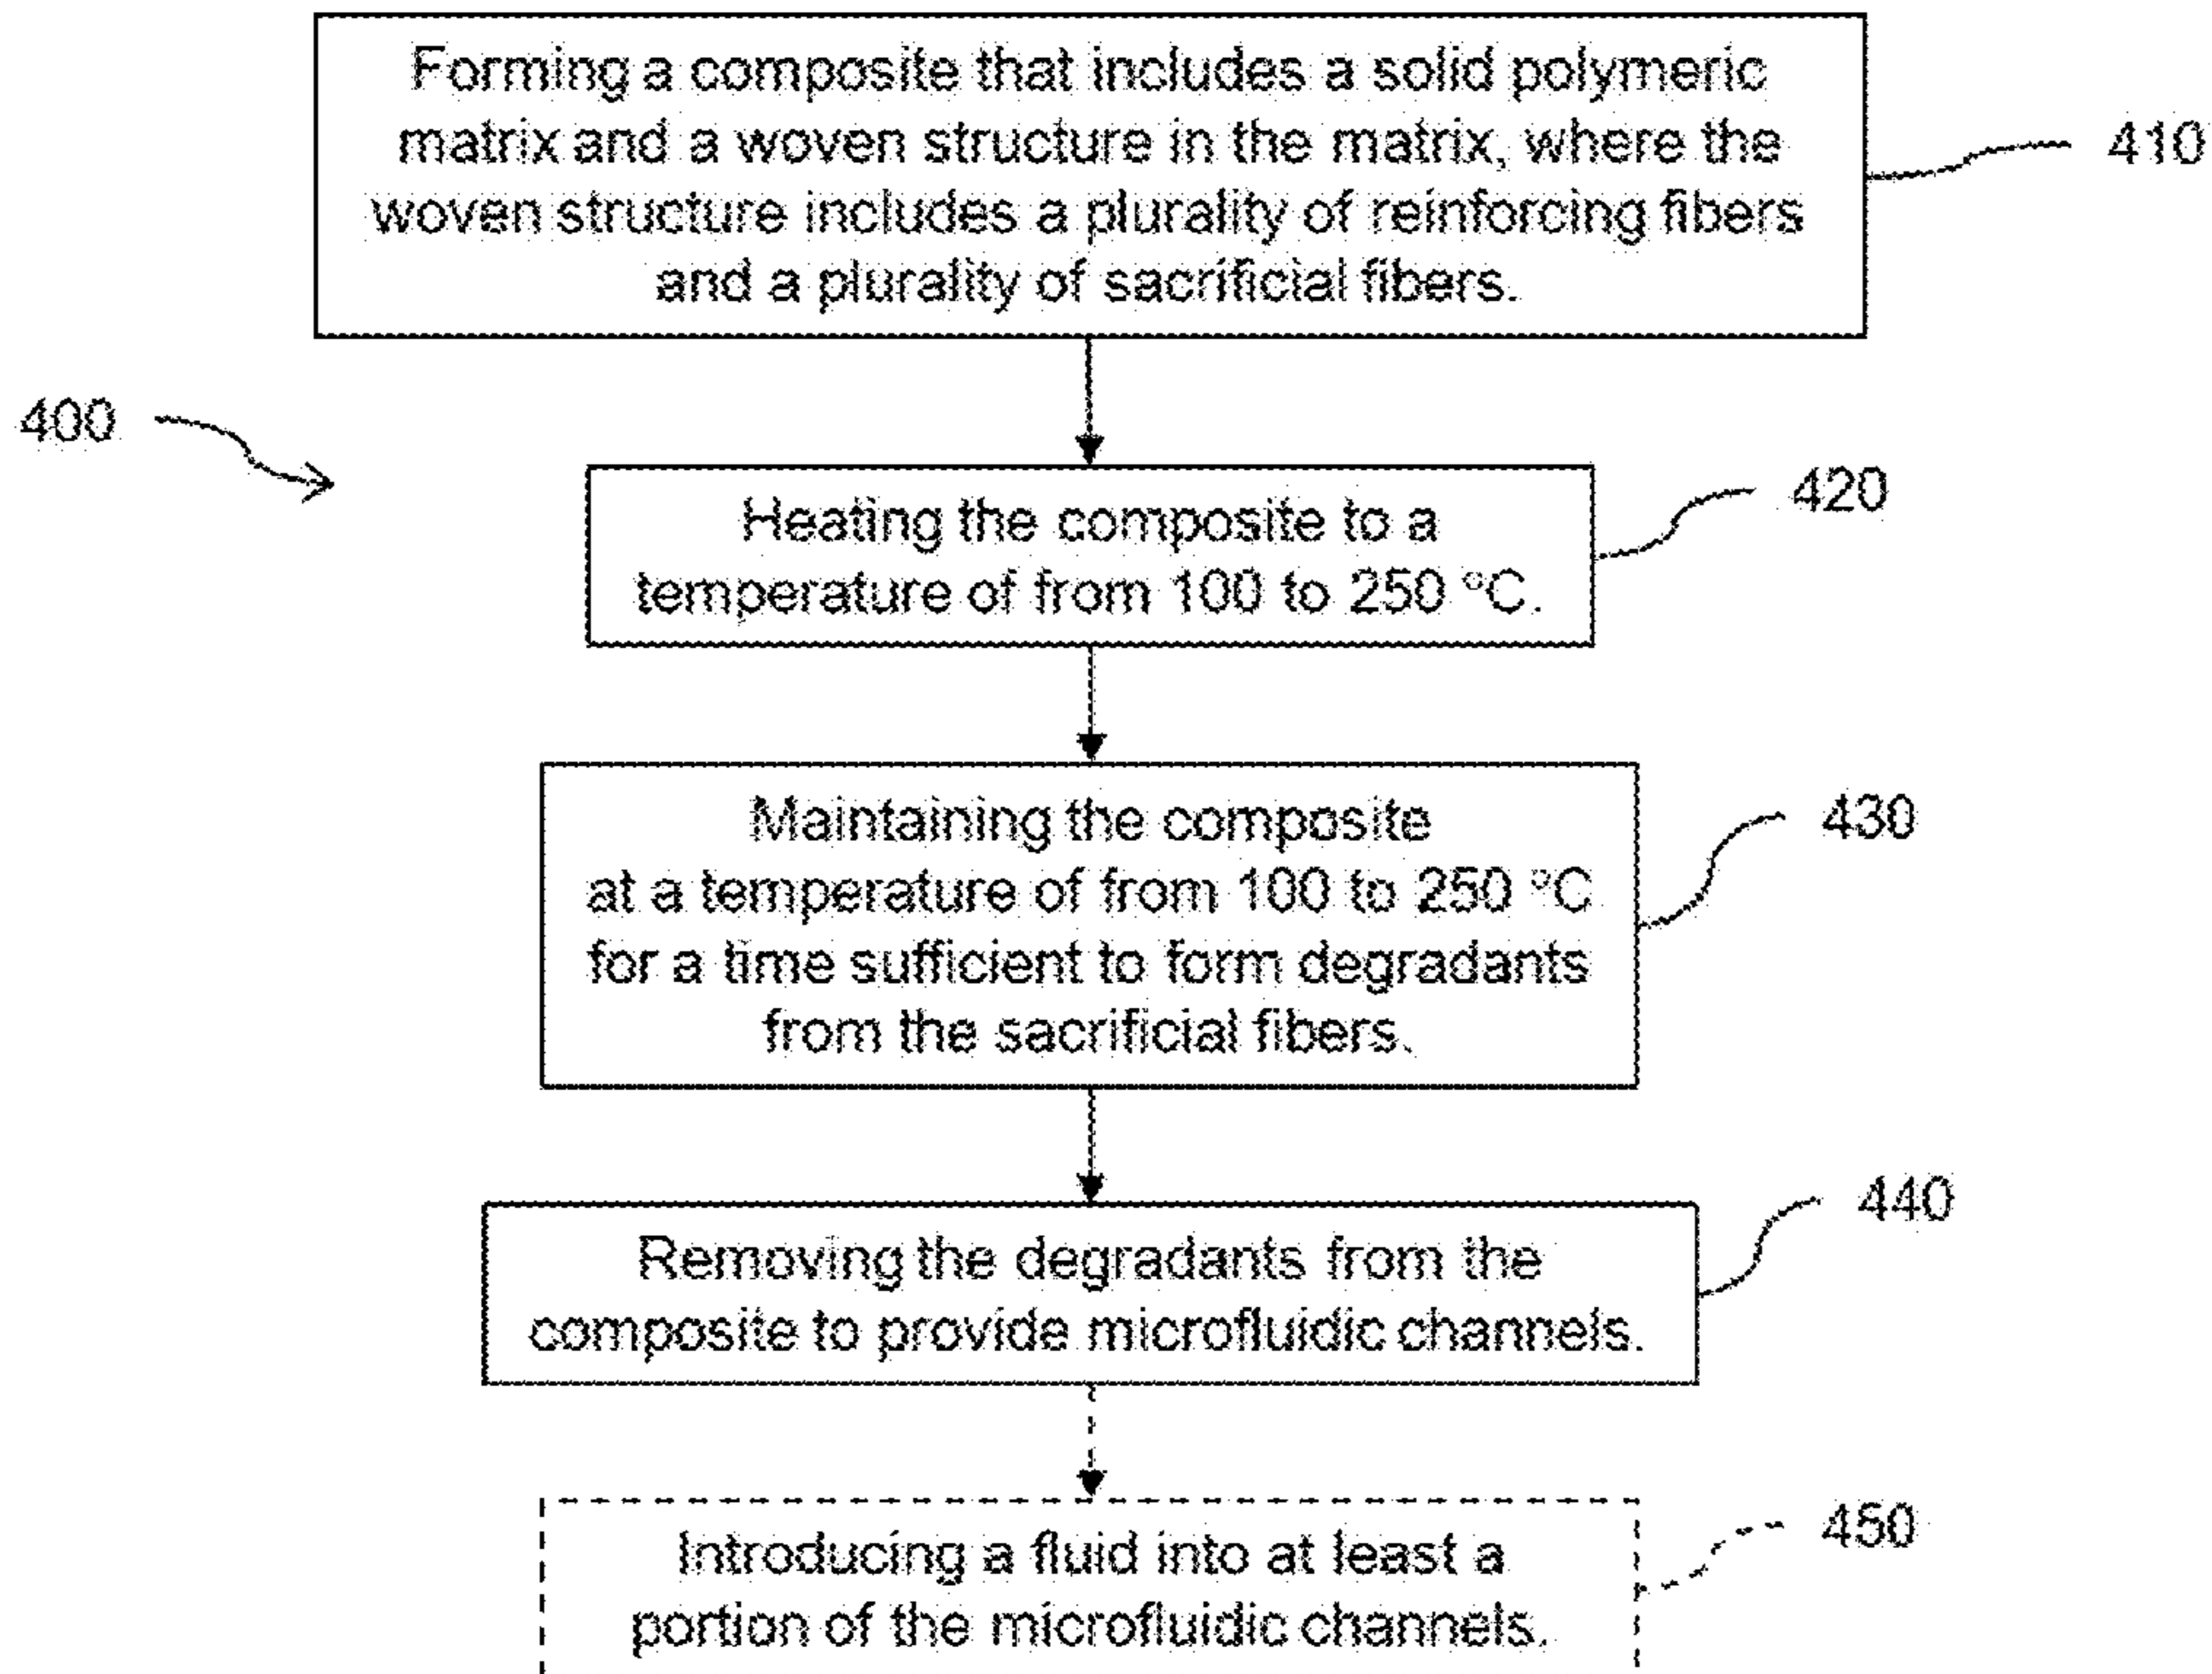 Forming a composite that includes a solid polymeric
matrix and a woven structure in the matrix, where the
woven structure includes a plurality of reinforcing fibers
and a plurality of sacrificial fibers.
410
400
Heating the composite to a
temperature of from 100 to 250 °C.
420
Maintaining the composite
at a temperature of from 100 to 250 °C
for a time sufficient to form degradants
from the sacrificial fibers.
430
Removing the degradants from the
composite to provide microfluidic channels.
440
Introducing a fluid into at least a
portion of the microfluidic channels.
450